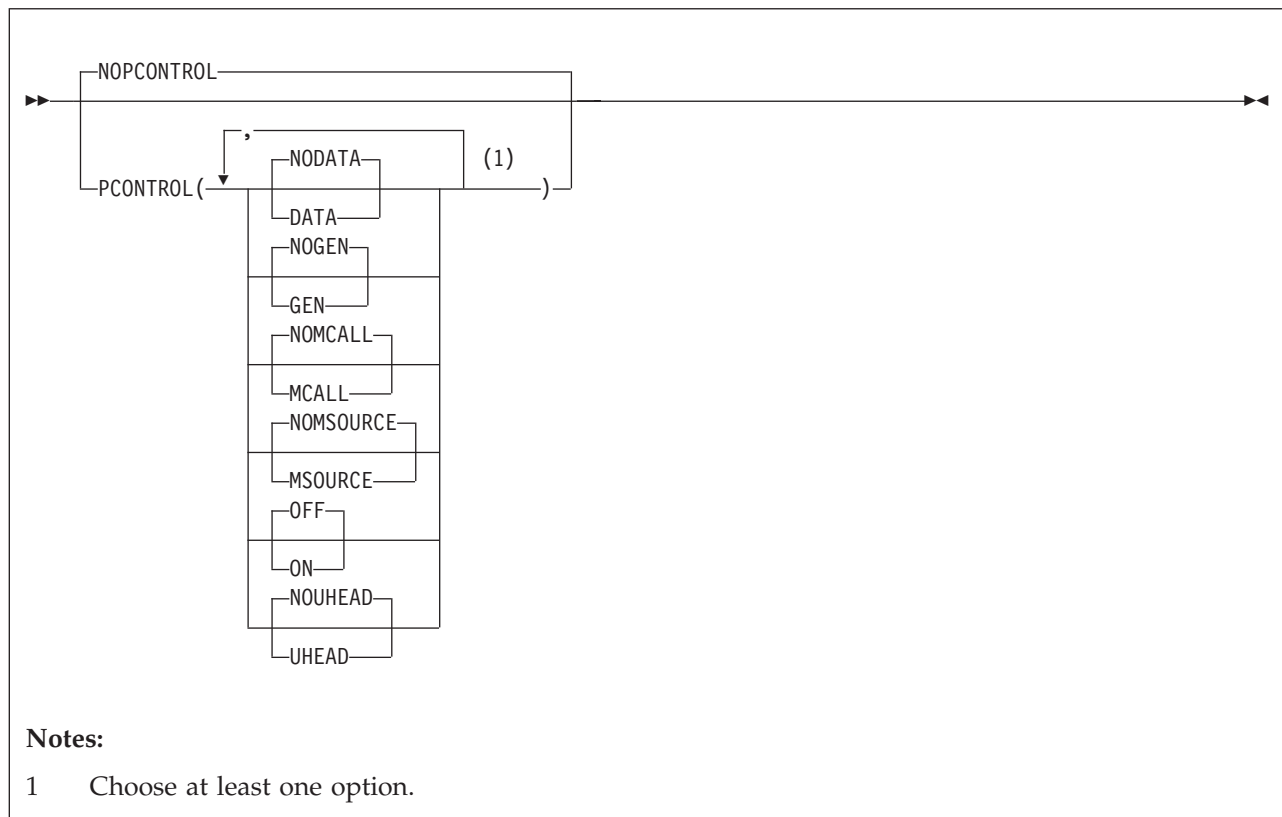 NOPCONTROL
,
NODATA
(1)
PCONTROL( )
DATA
NOGEN
GEN
NOMCALL
MCALL
NOMSOURCE
MSOURCE
OFF
ON
NOUHEAD
UHEAD
Notes:
1 Choose at least one option.